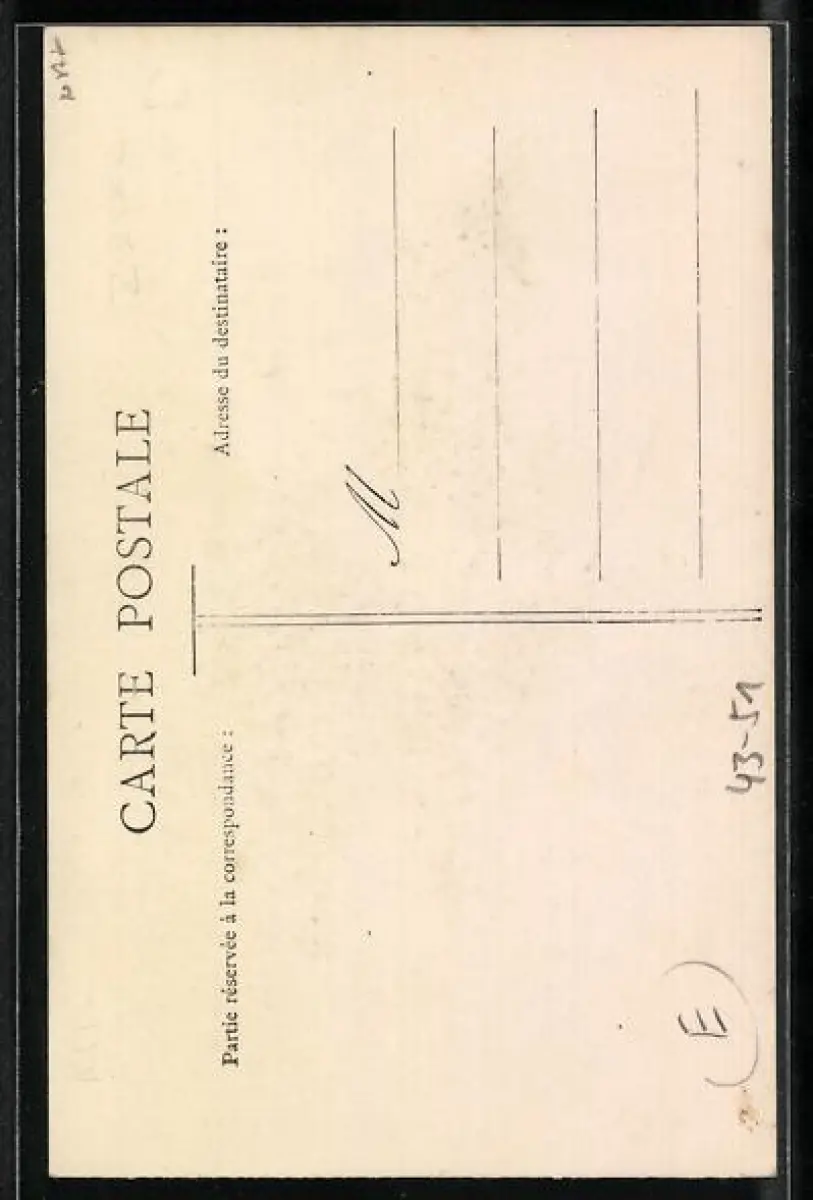 CARTE POSTALE
Partie réservée à la correspondance :
Adresse du destinataire :
M
43-51
E